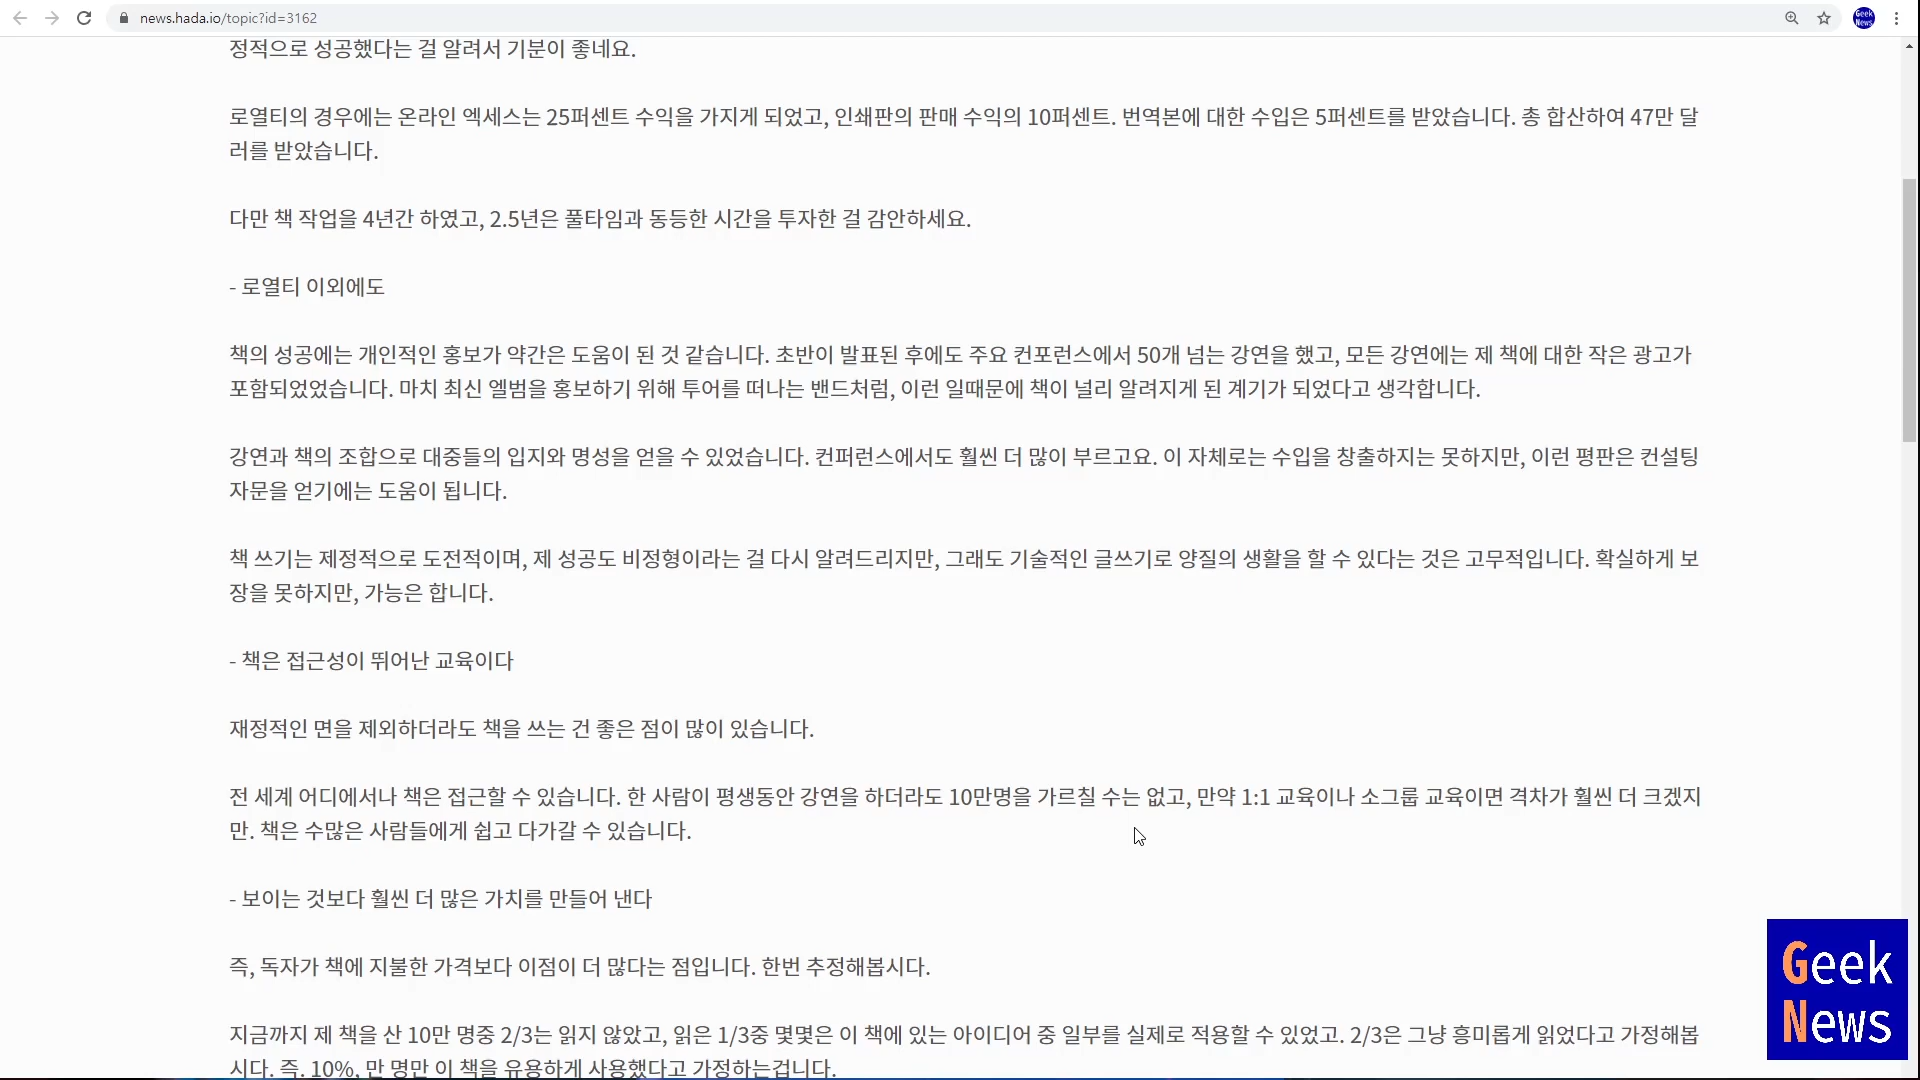 news.hada.io/topic?id=3162
정적으로 성공했다는 걸 알려서 기분이 좋네요.
로열티의 경우에는 온라인 엑세스는 25퍼센트 수익을 가지게 되었고, 인쇄판의 판매 수익의 10퍼센트. 번역본에 대한 수입은 5퍼센트를 받았습니다. 총 합산하여 47만 달
러를 받았습니다.
다만 책 작업을 4년간 하였고, 2.5년은 풀타임과 동등한 시간을 투자한 걸 감안하세요.
- 로열티 이외에도
책의 성공에는 개인적인 홍보가 약간은 도움이 된 것 같습니다. 초반이 발표된 후에도 주요 컨포런스에서 50개 넘는 강연을 했고, 모든 강연에는 제 책에 대한 작은 광고가
포함되었었습니다. 마치 최신 엘범을 홍보하기 위해 투어를 떠나는 밴드처럼, 이런 일때문에 책이 널리 알려지게 된 계기가 되었다고 생각합니다.
강연과 책의 조합으로 대중들의 입지와 명성을 얻을 수 있었습니다. 컨퍼런스에서도 훨씬 더 많이 부르고요. 이 자체로는 수입을 창출하지는 못하지만, 이런 평판은 컨설팅
자문을 얻기에는 도움이 됩니다.
책 쓰기는 제정적으로 도전적이며, 제 성공도 비정형이라는 걸 다시 알려드리지만, 그래도 기술적인 글쓰기로 양질의 생활을 할 수 있다는 것은 고무적입니다. 확실하게 보
장을 못하지만, 가능은 합니다.
- 책은 접근성이 뛰어난 교육이다
재정적인 면을 제외하더라도 책을 쓰는 건 좋은 점이 많이 있습니다.
전 세계 어디에서나 책은 접근할 수 있습니다. 한 사람이 평생동안 강연을 하더라도 10만명을 가르칠 수는 없고, 만약 1:1 교육이나 소그룹 교육이면 격차가 훨씬 더 크겠지
만. 책은 수많은 사람들에게 쉽고 다가갈 수 있습니다.
- 보이는 것보다 훨씬 더 많은 가치를 만들어 낸다
즉, 독자가 책에 지불한 가격보다 이점이 더 많다는 점입니다. 한번 추정해봅시다.
지금까지 제 책을 산 10만 명중 2/3는 읽지 않았고, 읽은 1/3중 몇몇은 이 책에 있는 아이디어 중 일부를 실제로 적용할 수 있었고. 2/3은 그냥 흥미롭게 읽었다고 가정해봅
시다. 즉. 10%, 만 명만 이 책을 유용하게 사용했다고 가정하는겁니다.
Geek
News